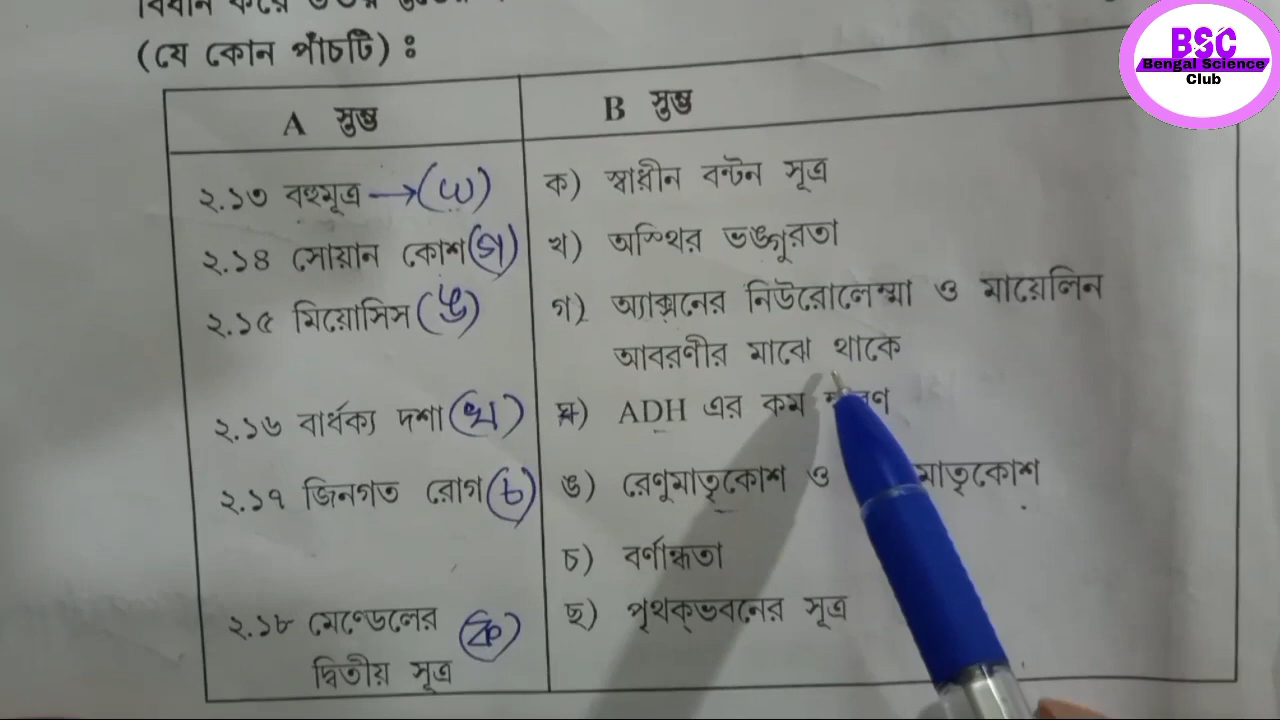 (যে কোন পাঁচটি) :
BSC
Bengal Science
Club
A স্তম্ভ
B স্তম্ভ
২.১৩ বহুমূত্র → (ঘ)
ক) স্বাধীন বন্টন সূত্র
২.১৪ সোয়ান কোশ (গ)
খ) অস্থির ভঙ্গুরতা
২.১৫ মিয়োসিস (ঙ)
গ) অ্যাক্সনের নিউরোলেম্মা ও মায়েলিন
আবরণীর মাঝে থাকে
২.১৬ বার্ধক্য দশা (খ)
ঘ) ADH এর কম
২.১৭ জিনগত রোগ (চ)
ঙ) রেণুমাতৃকোশ ও মাতৃকোশ
চ) বর্ণান্ধতা
২.১৮ মেণ্ডেলের (ক)
দ্বিতীয় সূত্র
ছ) পৃথক্‌ভবনের সূত্র